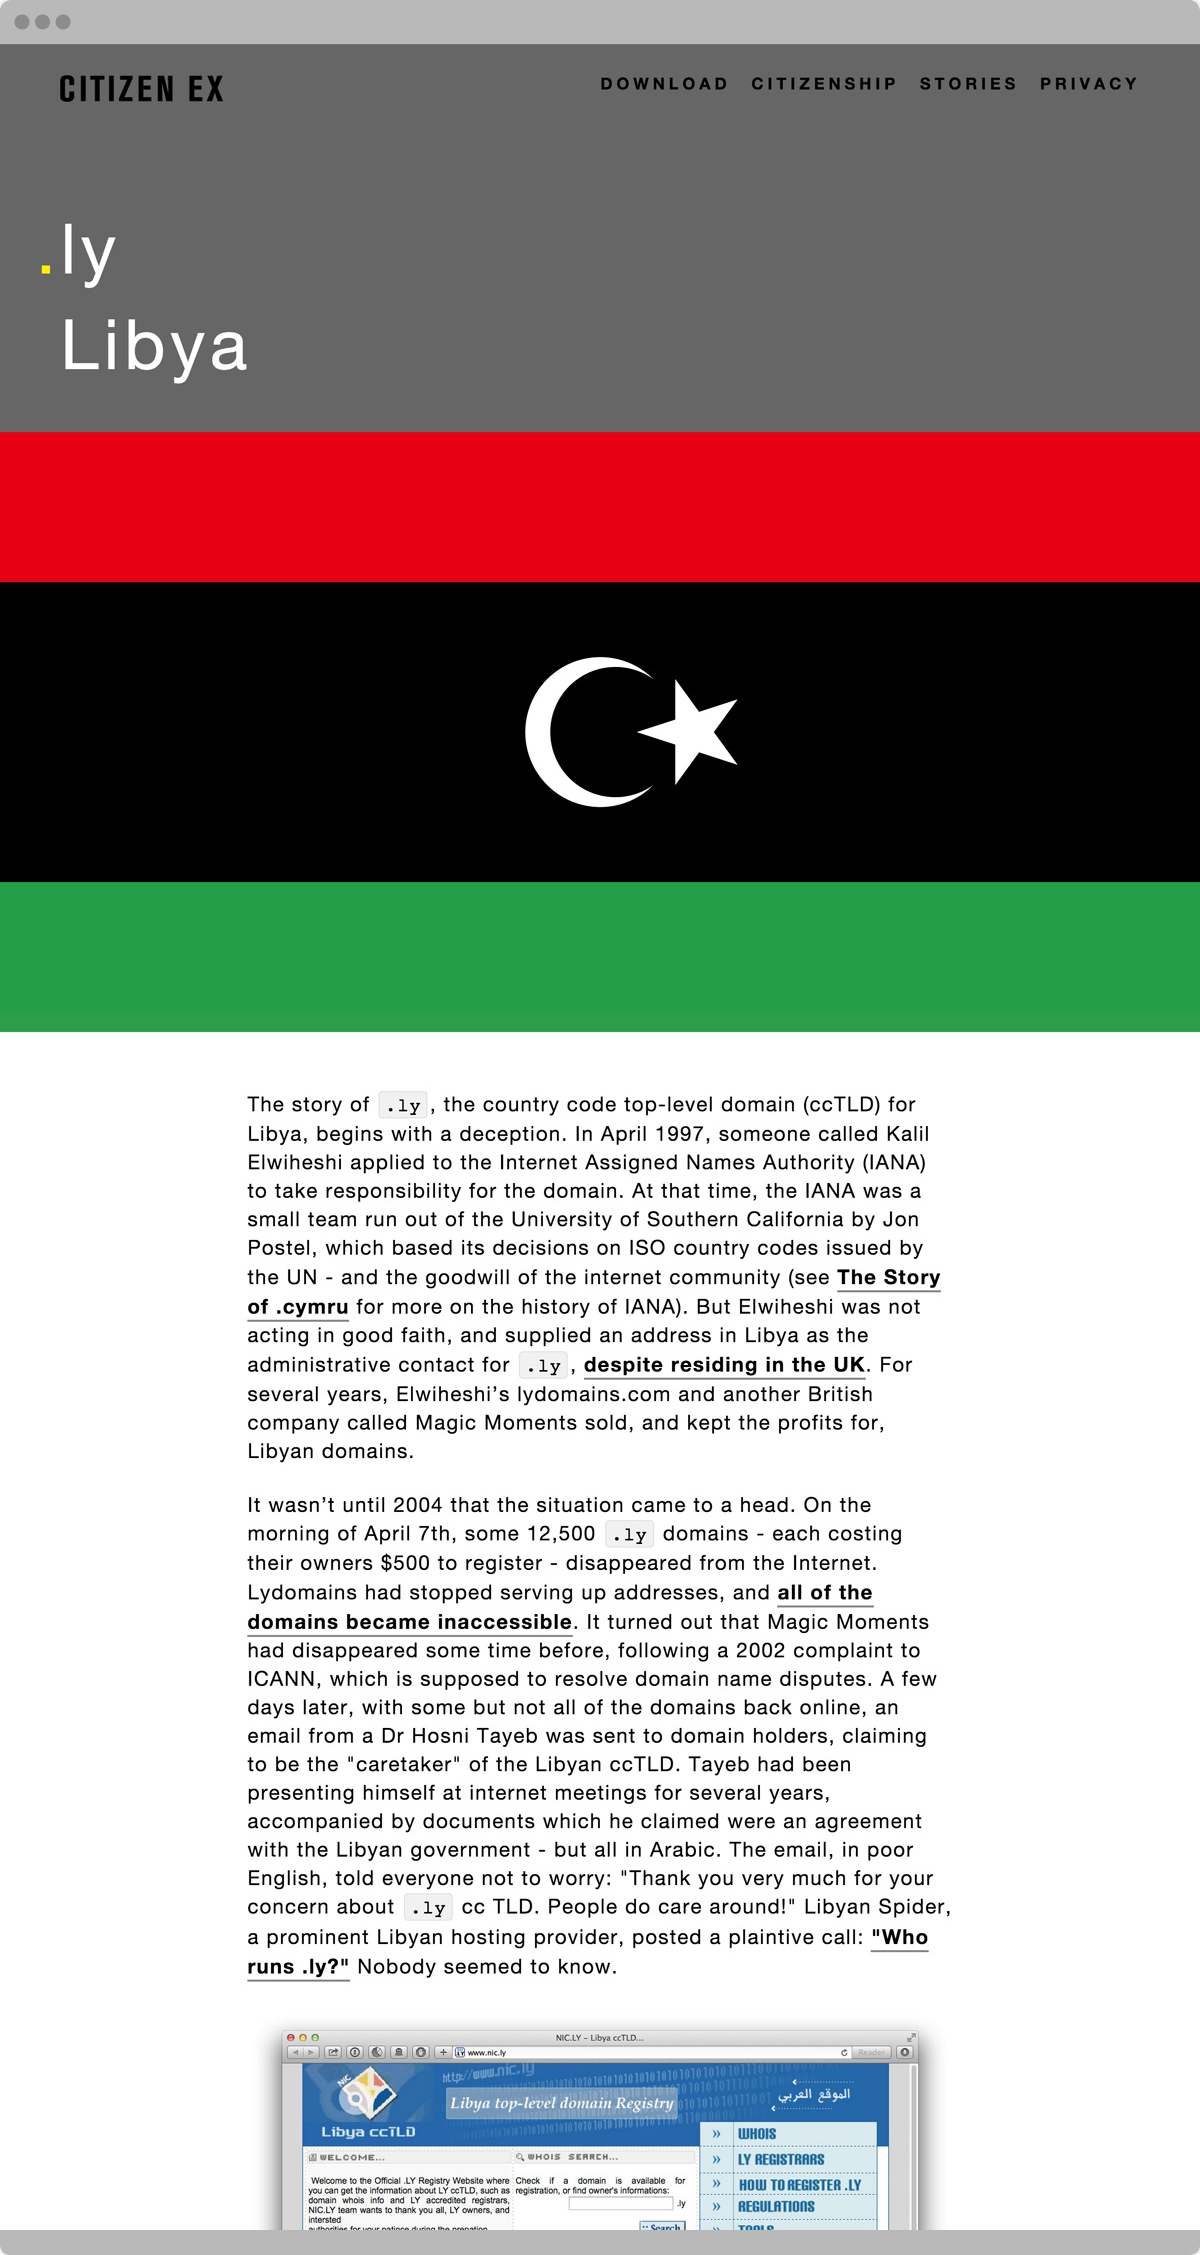 CITIZEN EX
DOWNLOAD CITIZENSHIP STORIES PRIVACY
.ly
Libya
The story of .ly, the country code top-level domain (ccTLD) for
Libya, begins with a deception. In April 1997, someone called Kalil
Elwiheshi applied to the Internet Assigned Names Authority (IANA)
to take responsibility for the domain. At that time, the IANA was a
small team run out of the University of Southern California by Jon
Postel, which based its decisions on ISO country codes issued by
the UN - and the goodwill of the internet community (see The Story
of .cymru for more on the history of IANA). But Elwiheshi was not
acting in good faith, and supplied an address in Libya as the
administrative contact for .ly, despite residing in the UK. For
several years, Elwiheshi’s lydomains.com and another British
company called Magic Moments sold, and kept the profits for,
Libyan domains.
It wasn’t until 2004 that the situation came to a head. On the
morning of April 7th, some 12,500 .ly domains - each costing
their owners $500 to register - disappeared from the Internet.
Lydomains had stopped serving up addresses, and all of the
domains became inaccessible. It turned out that Magic Moments
had disappeared some time before, following a 2002 complaint to
ICANN, which is supposed to resolve domain name disputes. A few
days later, with some but not all of the domains back online, an
email from a Dr Hosni Tayeb was sent to domain holders, claiming
to be the "caretaker" of the Libyan ccTLD. Tayeb had been
presenting himself at internet meetings for several years,
accompanied by documents which he claimed were an agreement
with the Libyan government - but all in Arabic. The email, in poor
English, told everyone not to worry: "Thank you very much for your
concern about .ly cc TLD. People do care around!" Libyan Spider,
a prominent Libyan hosting provider, posted a plaintive call: "Who
runs .ly?" Nobody seemed to know.
NIC.LY – Libya ccTLD...
www.nic.ly
Reader
NIC
http://www.nic.ly
Libya top-level domain Registry
الموقع العربي
Libya ccTLD
WELCOME...
WHOIS SEARCH...
Welcome to the Official .LY Registry Website where
you can get the information about LY ccTLD, such as
domain whois info and LY accredited registrars,
NIC.LY team wants to thank you all, LY owners, and
intersted
authorities for your patince during the
Check if a domain is available for
registration, or find owner's informations:
.ly
:: Search
» WHOIS
» LY REGISTRARS
» HOW TO REGISTER .LY
» REGULATIONS
» TOOLS